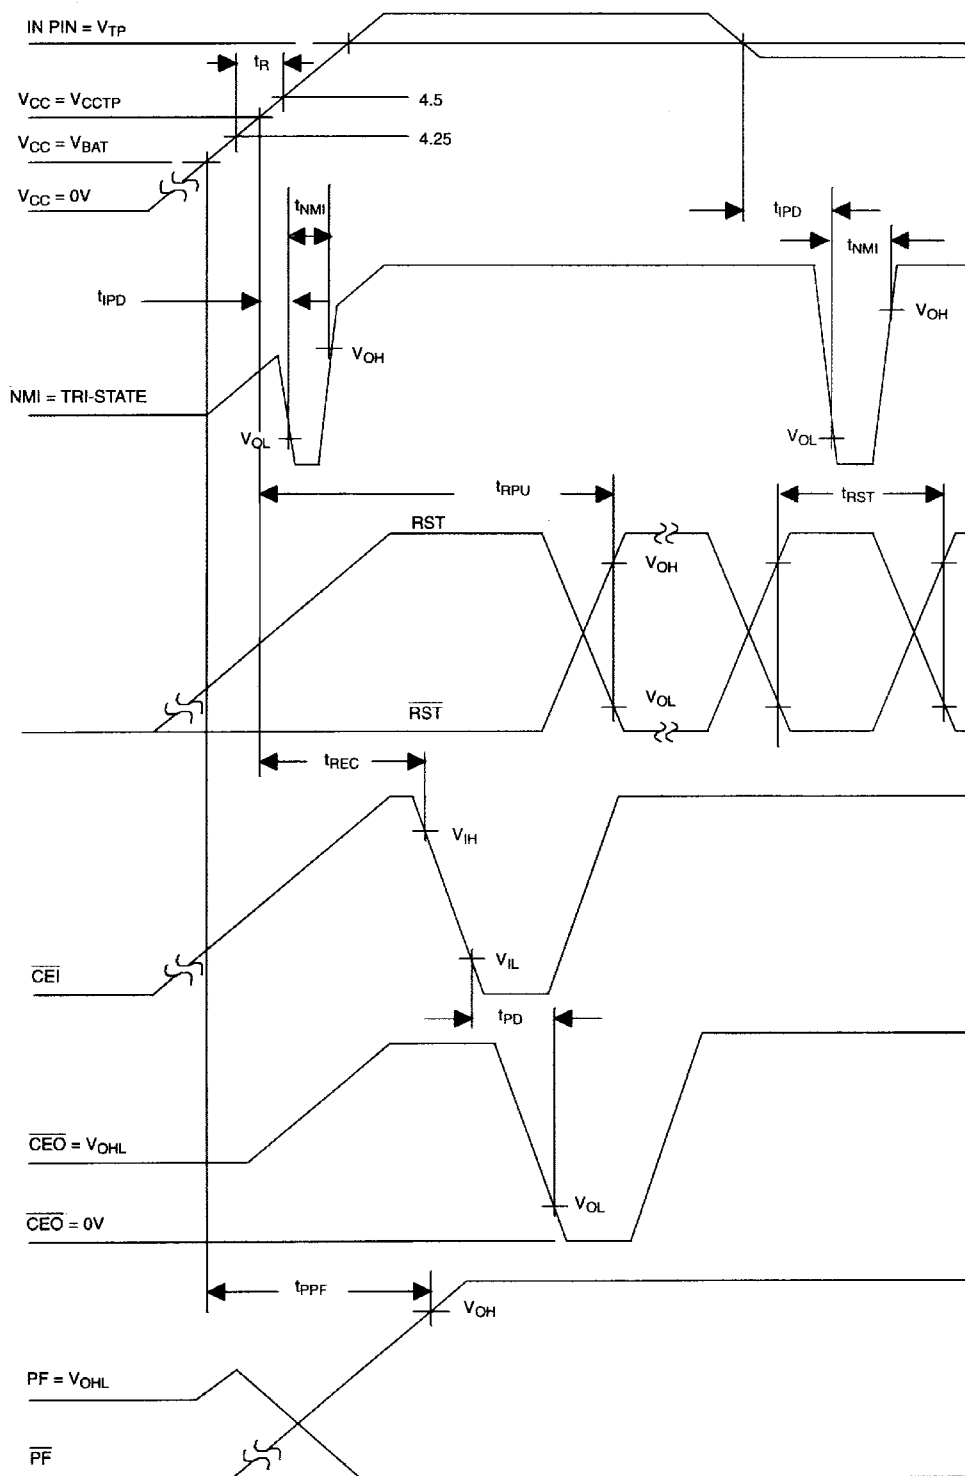 IN PIN = VTP
tR
VCC = VCCTP
4.5
VCC = VBAT
4.25
VCC = 0V
tNMI
tIPD
tNMI
tIPD
VOH
VOH
NMI = TRI-STATE
VOL
VOL
tRPU
tRST
RST
VOH
VOL
RST
tREC
VIH
VIL
CEI
tPD
CEO = VOHL
VOL
CEO = 0V
tPPF
VOH
PF = VOHL
PF